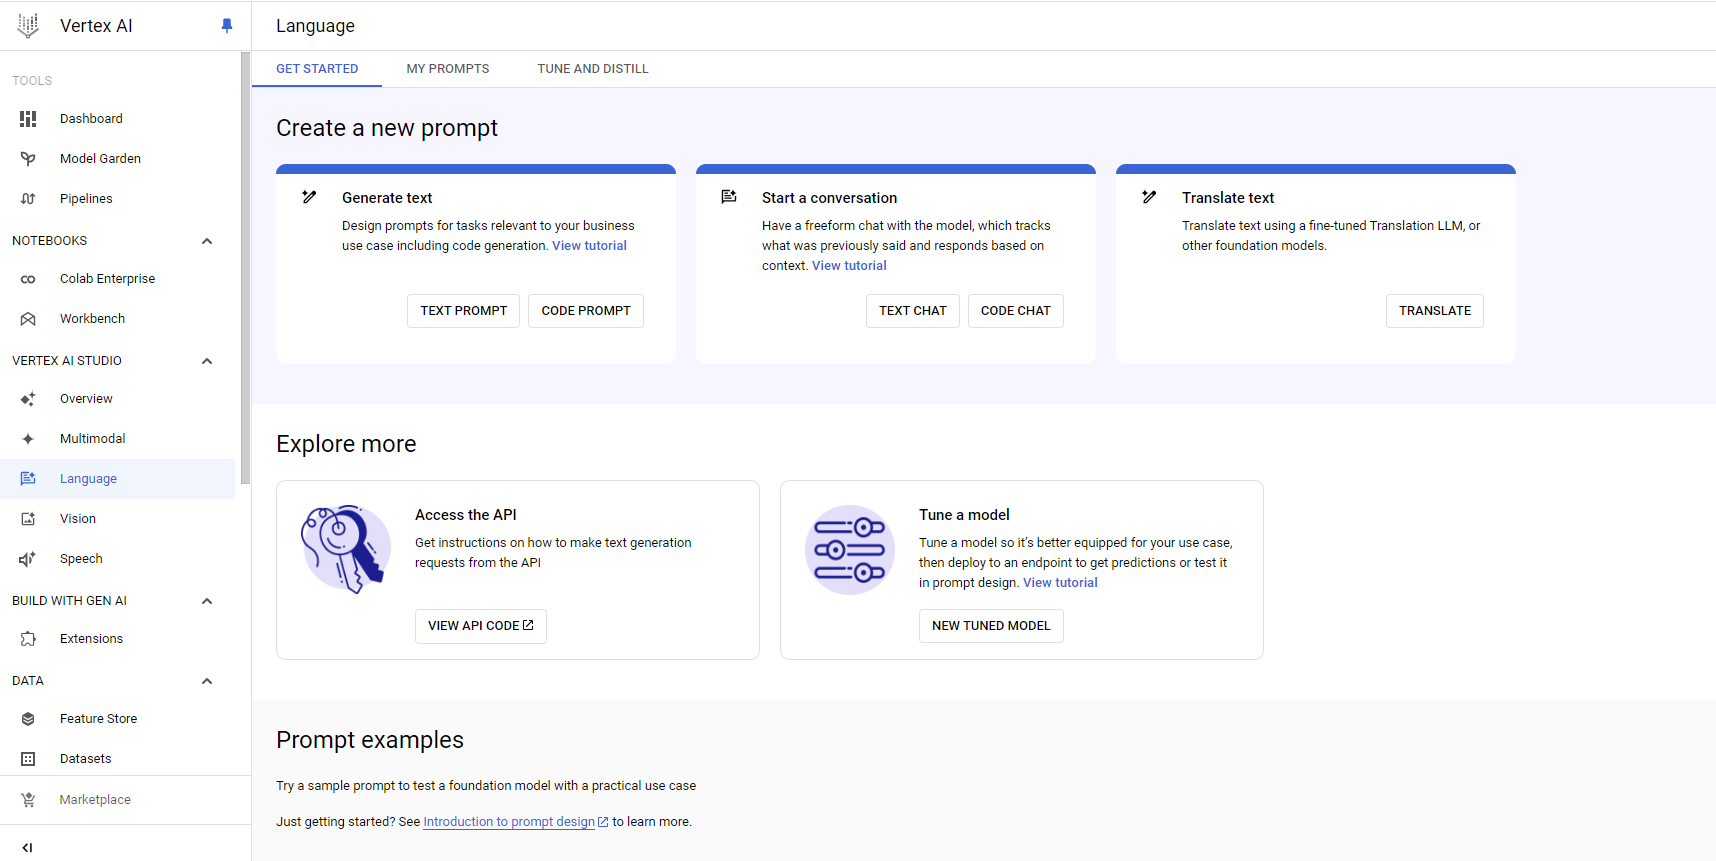 Vertex AI
TOOLS
Dashboard
Model Garden
Pipelines
NOTEBOOKS
Colab Enterprise
Workbench
VERTEX AI STUDIO
Overview
Multimodal
Language
Vision
Speech
BUILD WITH GEN AI
Extensions
DATA
Feature Store
Datasets
Marketplace
Language
GET STARTED
MY PROMPTS
TUNE AND DISTILL
Create a new prompt
Generate text
Design prompts for tasks relevant to your business
use case including code generation. View tutorial
TEXT PROMPT
CODE PROMPT
Start a conversation
Have a freeform chat with the model, which tracks
what was previously said and responds based on
context. View tutorial
TEXT CHAT
CODE CHAT
Translate text
Translate text using a fine-tuned Translation LLM, or
other foundation models.
TRANSLATE
Explore more
Access the API
Get instructions on how to make text generation
requests from the API
VIEW API CODE
Tune a model
Tune a model so it’s better equipped for your use case,
then deploy to an endpoint to get predictions or test it
in prompt design. View tutorial
NEW TUNED MODEL
Prompt examples
Try a sample prompt to test a foundation model with a practical use case
Just getting started? See Introduction to prompt design to learn more.